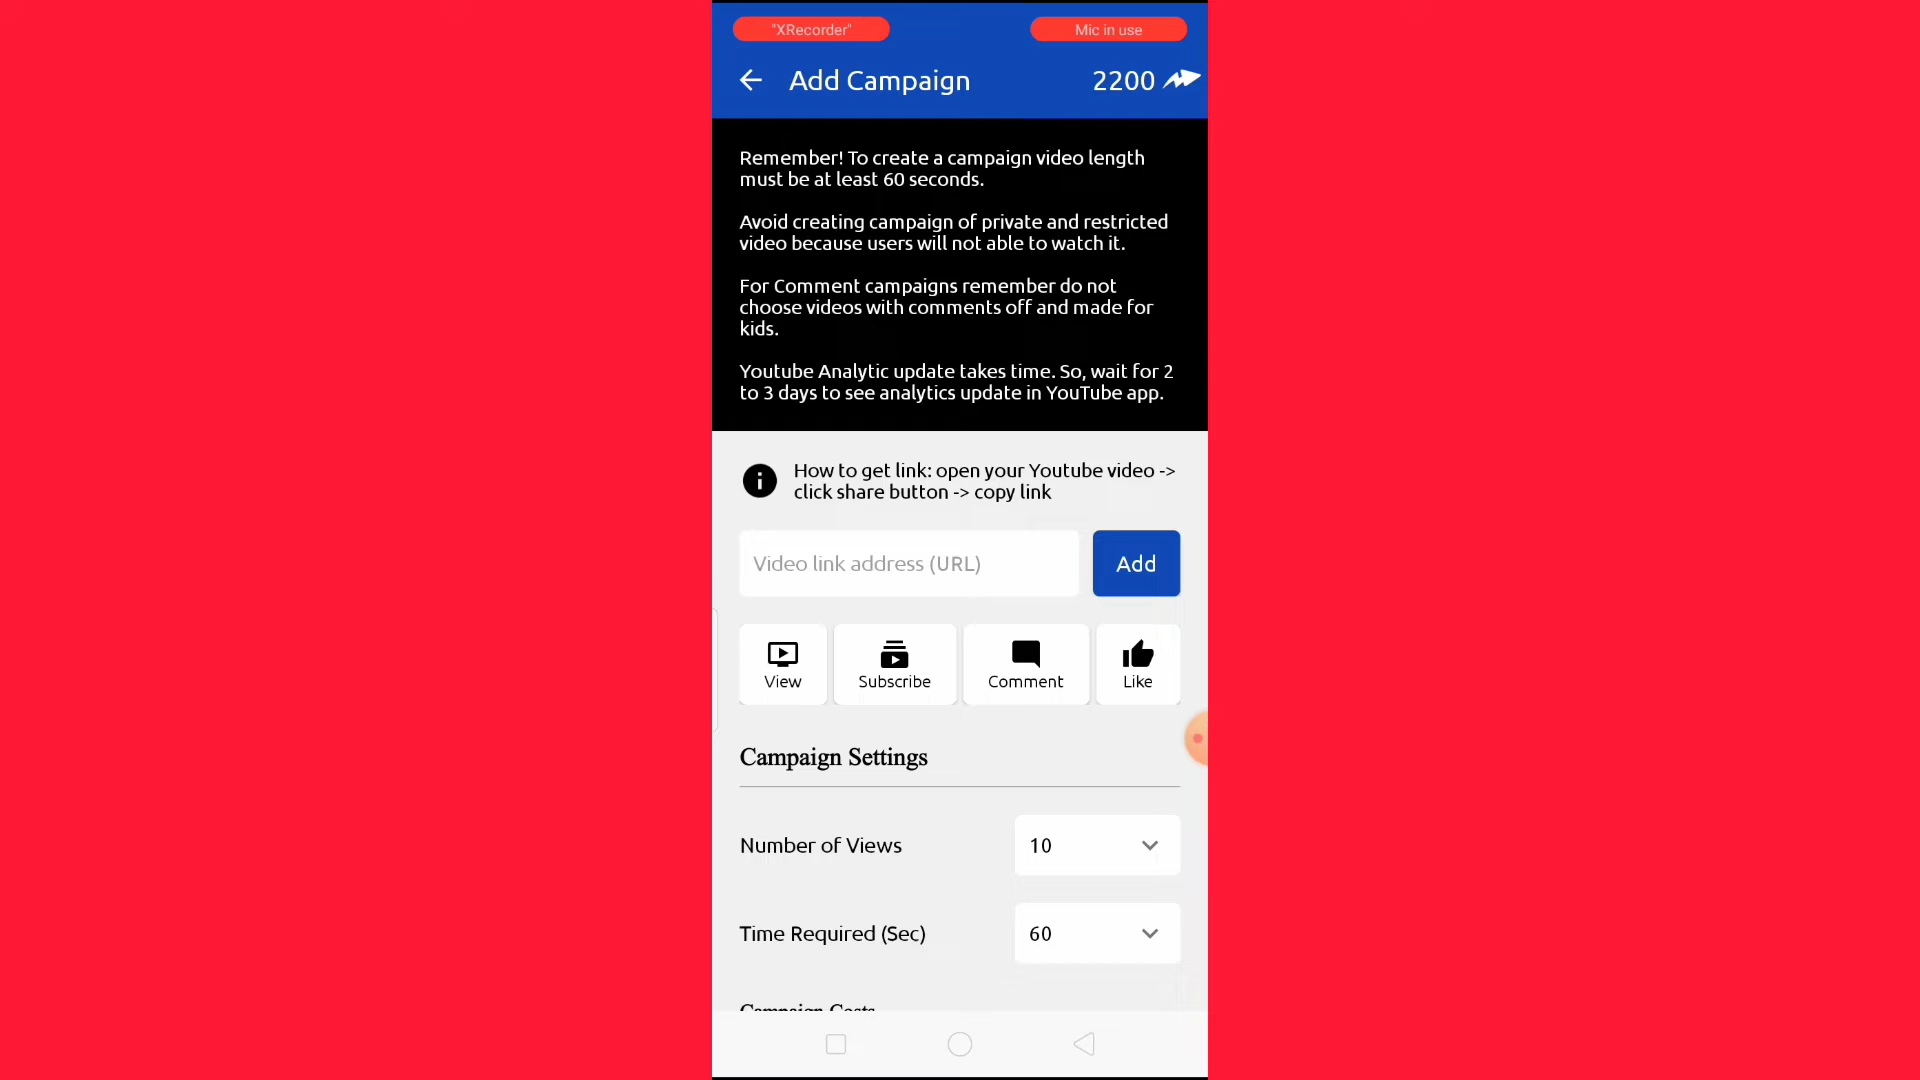 "XRecorder"
Mic in use
Add Campaign
2200
Remember! To create a campaign video length
must be at least 60 seconds.
Avoid creating campaign of private and restricted
video because users will not able to watch it.
For Comment campaigns remember do not
choose videos with comments off and made for
kids.
Youtube Analytic update takes time. So, wait for 2
to 3 days to see analytics update in YouTube app.
How to get link: open your Youtube video ->
click share button -> copy link
Video link address (URL)
Add
View
Subscribe
Comment
Like
Campaign Settings
Number of Views
10
Time Required (Sec)
60
Campaign Costs